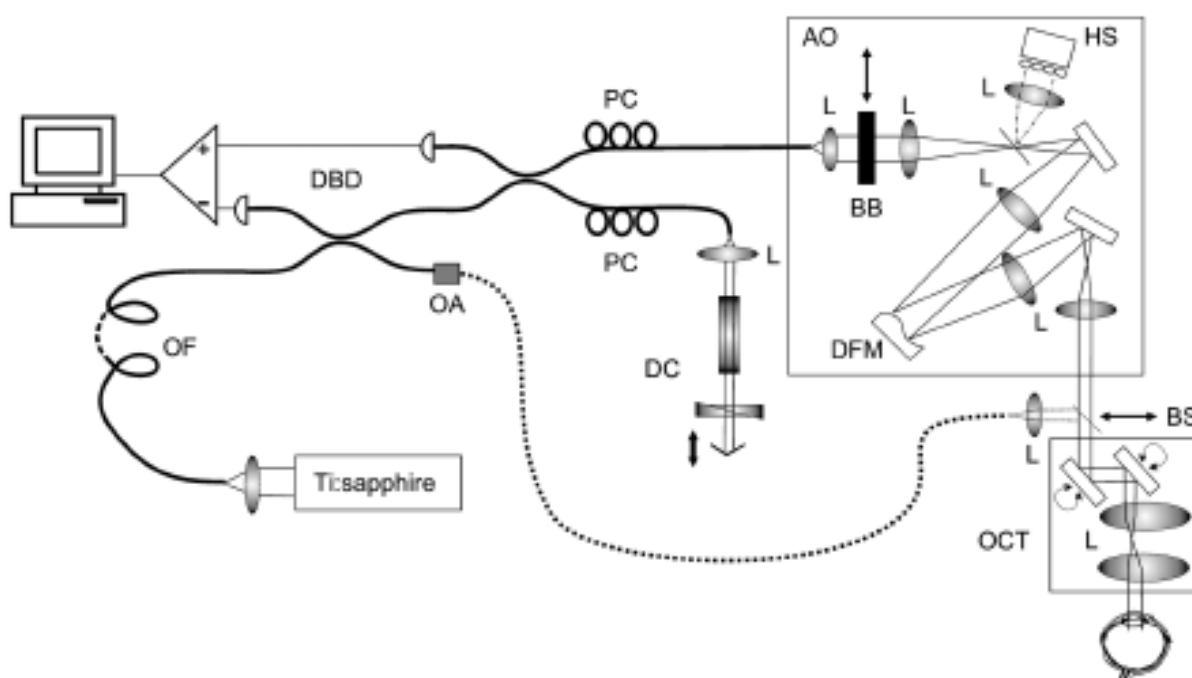 AO
HS
L
PC
L
L
+
DBD
−
BB
L
PC
L
OA
L
OF
DC
DFM
BS
L
Ti:sapphire
OCT
L